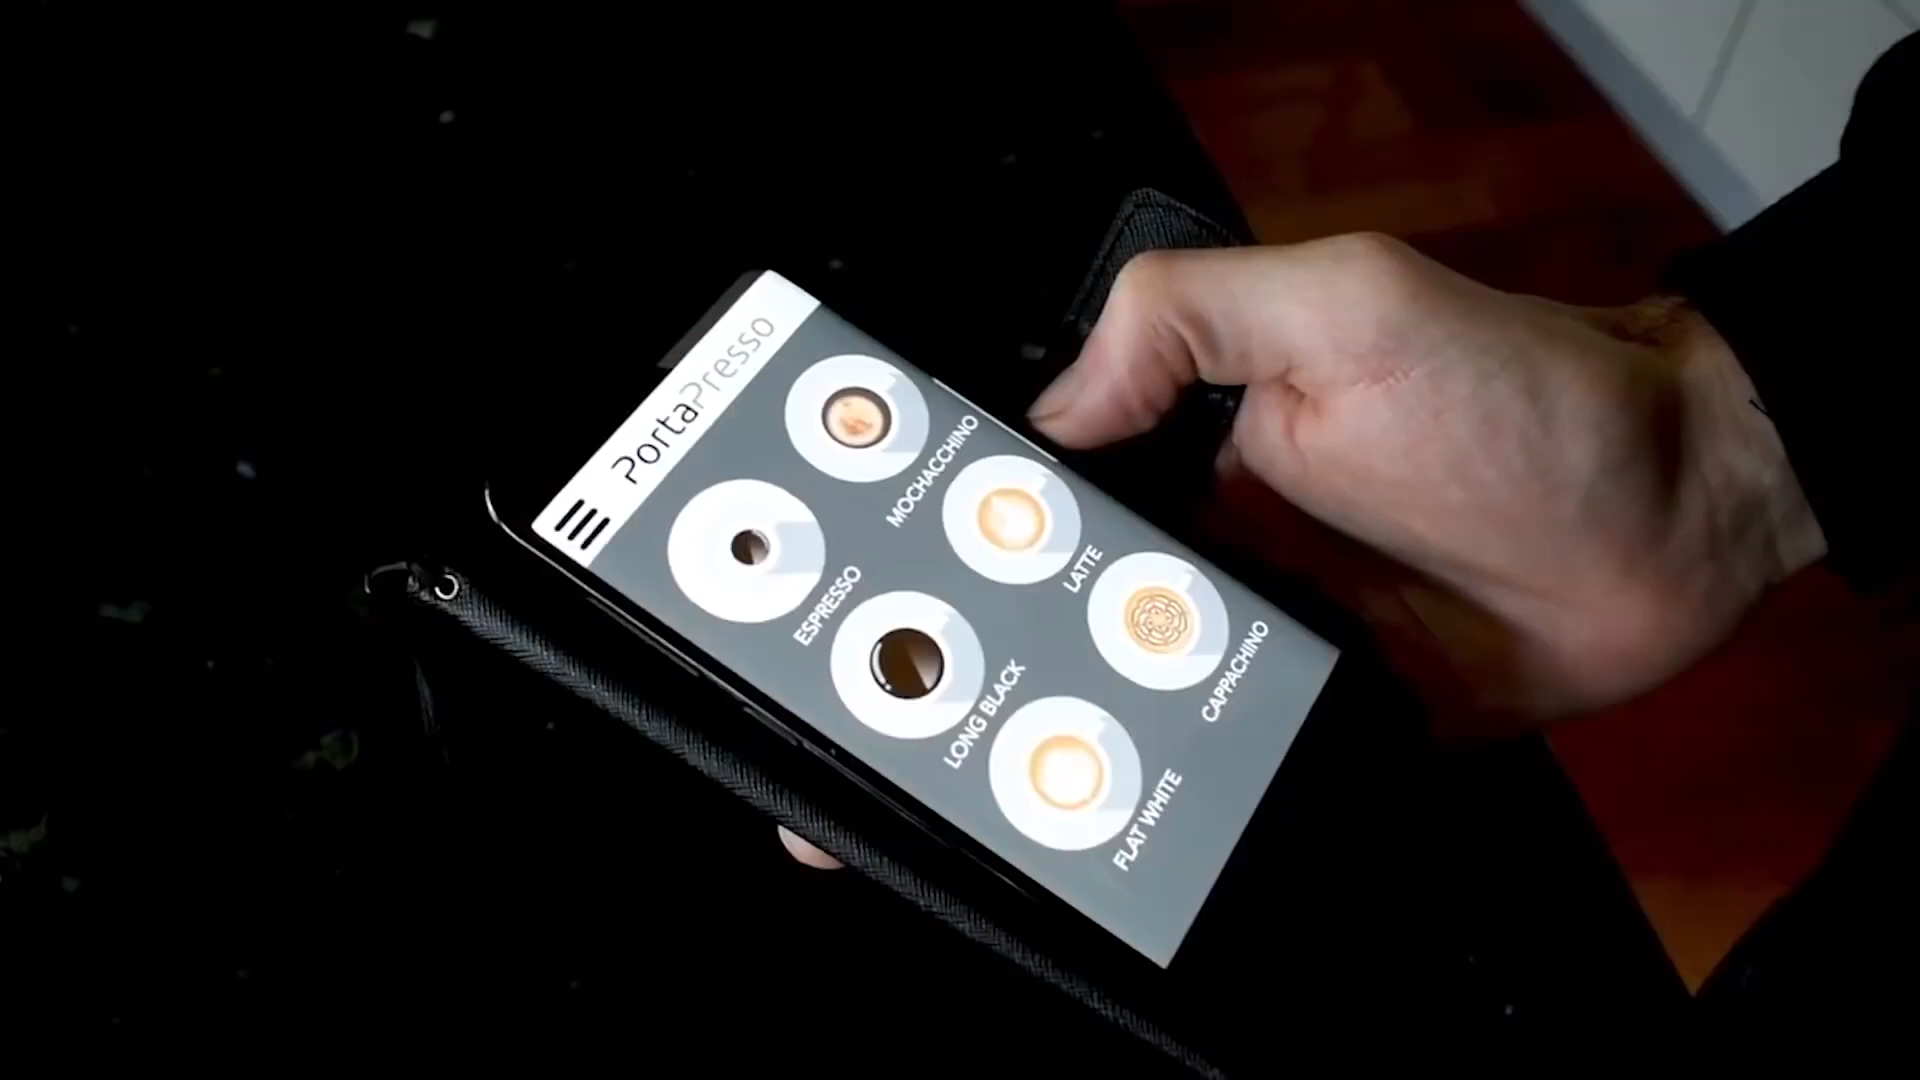 PortaPresso
ESPRESSO
MOCHACCHINO
LONG BLACK
LATTE
FLAT WHITE
CAPPACHINO